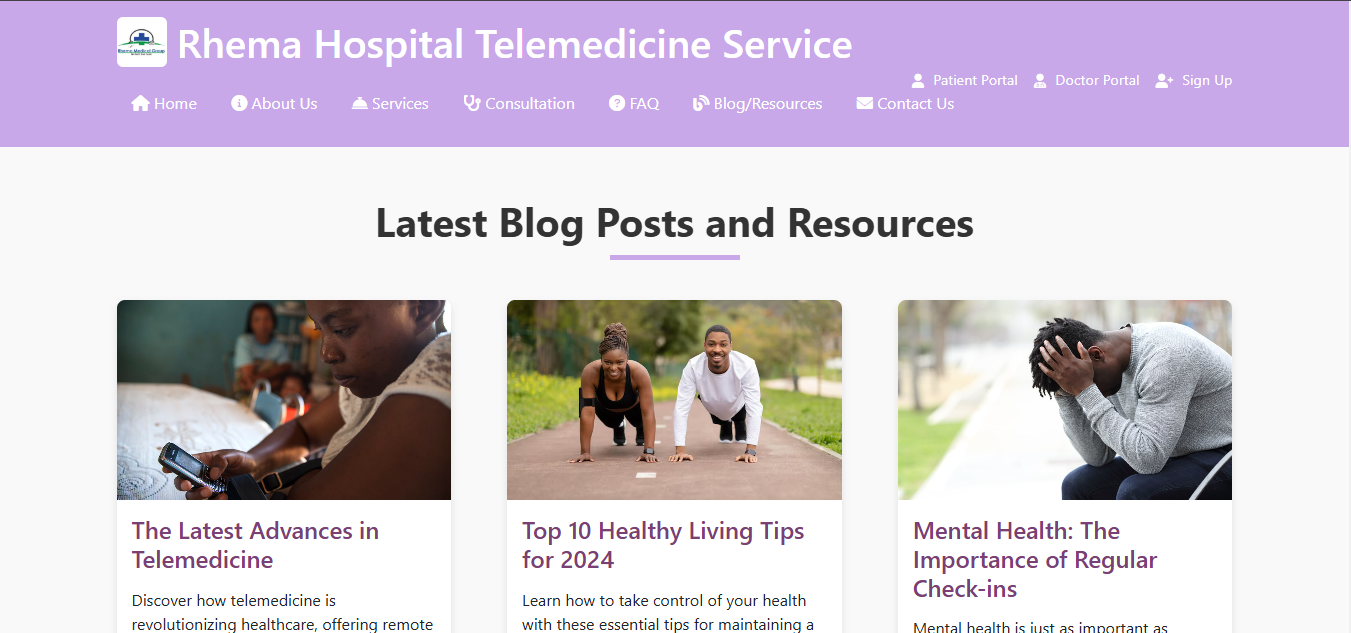 Rhema Medical Group
Rhema Hospital Telemedicine Service
Patient Portal Doctor Portal Sign Up
Home About Us Services Consultation FAQ Blog/Resources Contact Us
Latest Blog Posts and Resources
The Latest Advances in
Telemedicine
Discover how telemedicine is
revolutionizing healthcare, offering remote
Top 10 Healthy Living Tips
for 2024
Learn how to take control of your health
with these essential tips for maintaining a
Mental Health: The
Importance of Regular
Check-ins
Mental health is just as important as